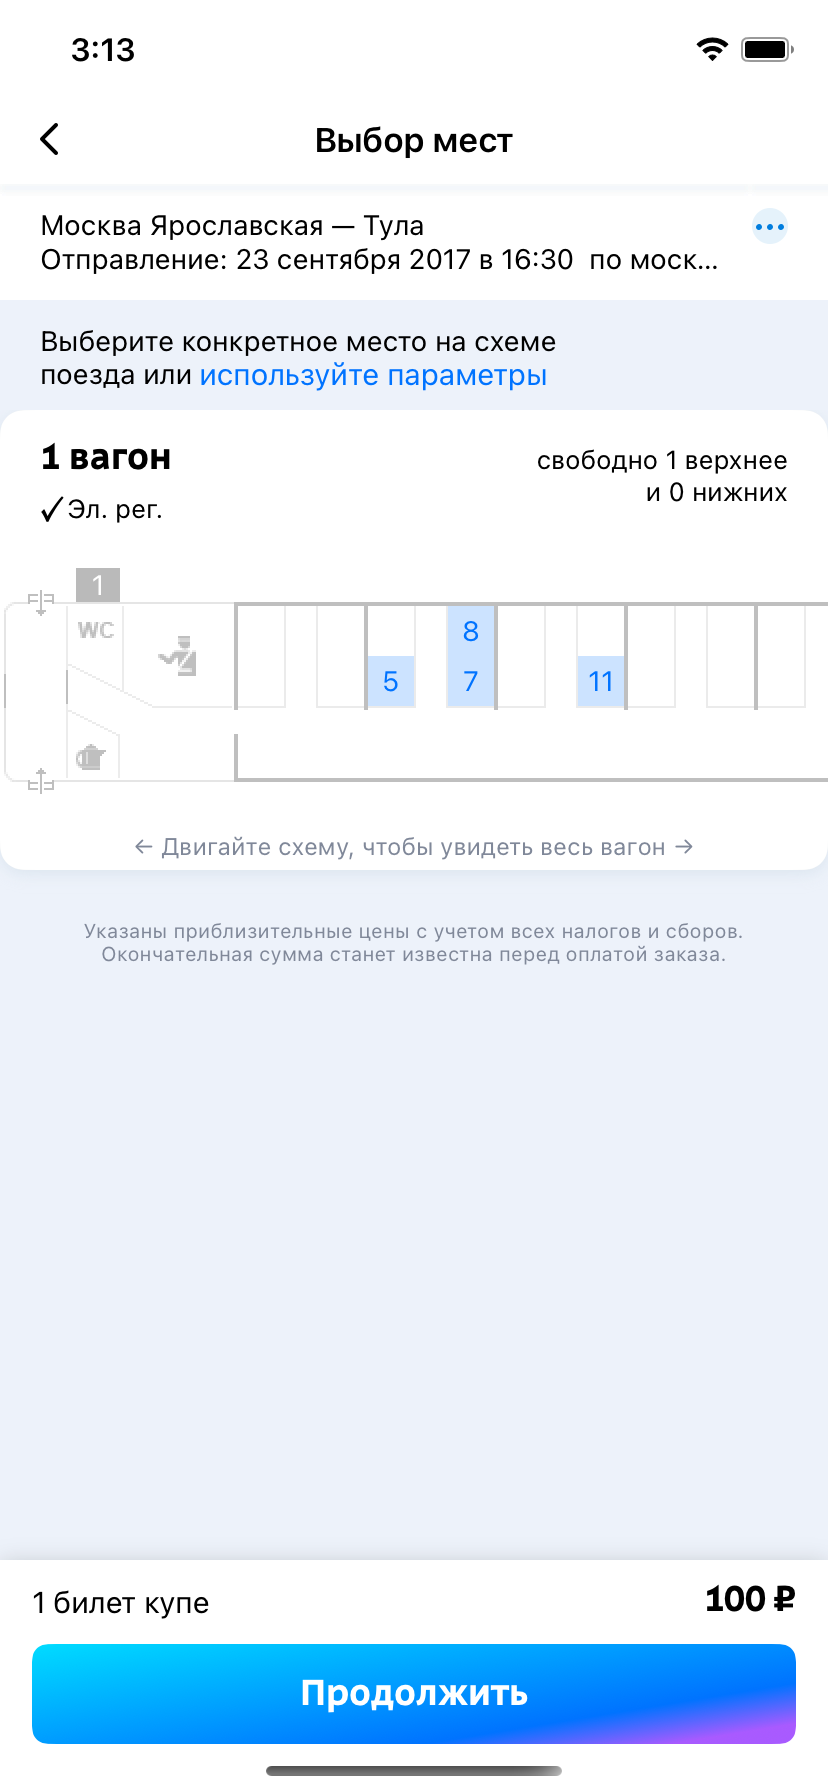 3:13
Выбор мест
Москва Ярославская — Тула
Отправление: 23 сентября 2017 в 16:30  по моск...
Выберите конкретное место на схеме
поезда или используйте параметры
1 вагон
свободно 1 верхнее
и 0 нижних
✓Эл. рег.
1
WC
8
5
7
11
← Двигайте схему, чтобы увидеть весь вагон →
Указаны приблизительные цены с учетом всех налогов и сборов.
Окончательная сумма станет известна перед оплатой заказа.
1 билет купе
100 ₽
Продолжить